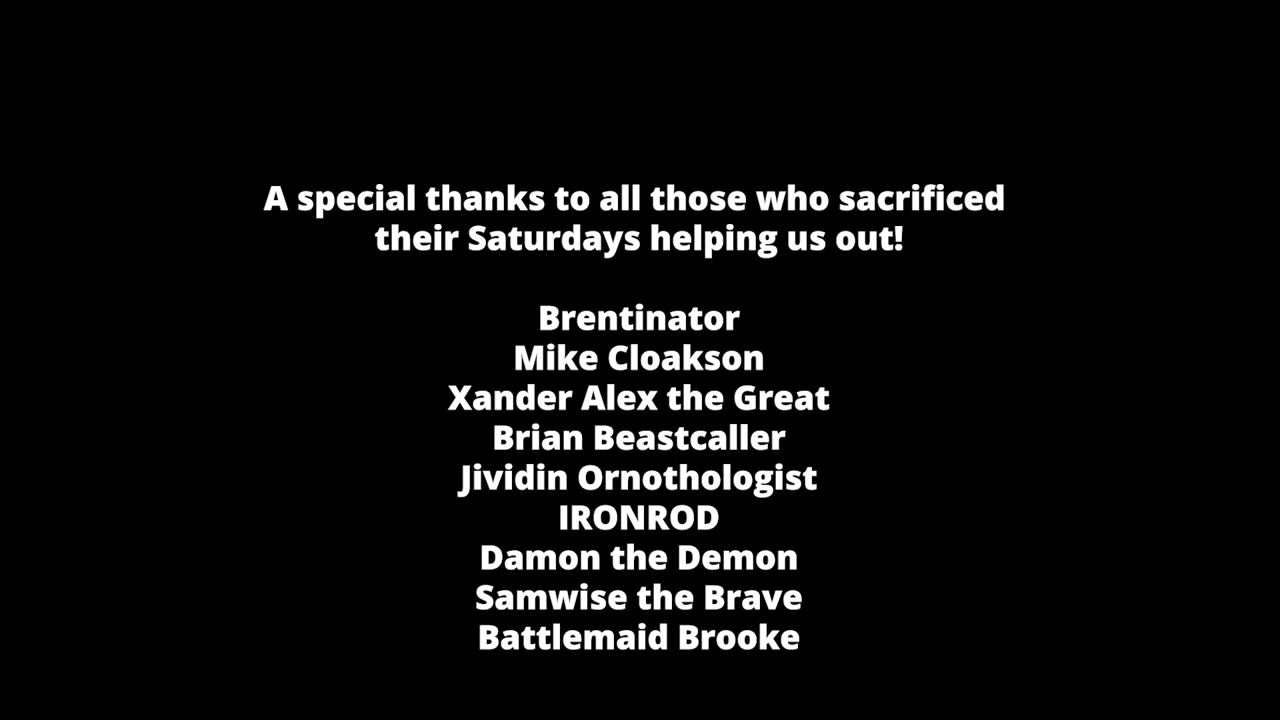 A special thanks to all those who sacrificed
their Saturdays helping us out!
Brentinator
Mike Cloakson
Xander Alex the Great
Brian Beastcaller
Jividin Ornothologist
IRONROD
Damon the Demon
Samwise the Brave
Battlemaid Brooke